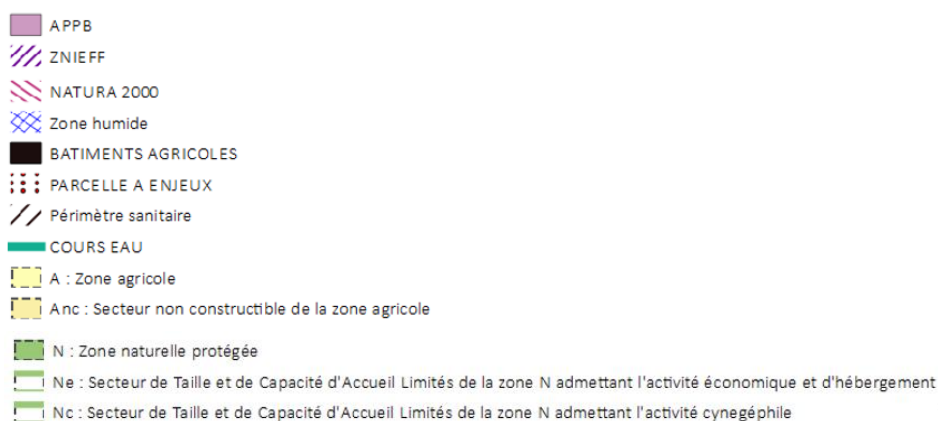 APPB
ZNIEFF
NATURA 2000
Zone humide
BATIMENTS AGRICOLES
PARCELLE A ENJEUX
Périmètre sanitaire
COURS EAU
A : Zone agricole
Anc : Secteur non constructible de la zone agricole
N : Zone naturelle protégée
Ne : Secteur de Taille et de Capacité d'Accueil Limités de la zone N admettant l'activité économique et d'hébergement
Nc : Secteur de Taille et de Capacité d'Accueil Limités de la zone N admettant l'activité cynegéphile